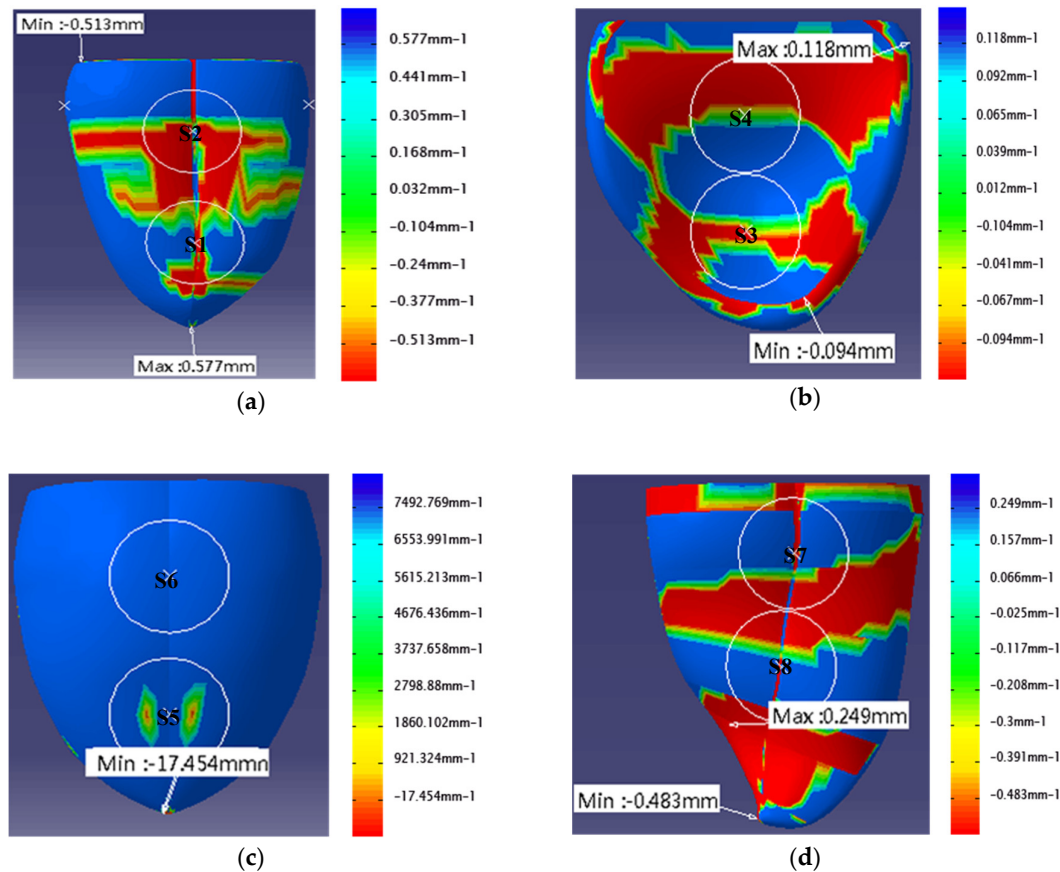 Min :-0.513mm
S2
S1
Max :0.577mm
0.577mm-1
0.441mm-1
0.305mm-1
0.168mm-1
0.032mm-1
-0.104mm-1
-0.24mm-1
-0.377mm-1
-0.513mm-1
(a)
Max :0.118mm
S4
S3
Min :-0.094mm
0.118mm-1
0.092mm-1
0.065mm-1
0.039mm-1
0.012mm-1
-0.014mm-1
-0.041mm-1
-0.067mm-1
-0.094mm-1
(b)
S6
S5
Min :-17.454mmn
7492.769mm-1
6553.991mm-1
5615.213mm-1
4676.436mm-1
3737.658mm-1
2798.88mm-1
1860.102mm-1
921.324mm-1
-17.454mm-1
(c)
S7
S8
Max :0.249mm
Min :-0.483mm
0.249mm-1
0.157mm-1
0.066mm-1
-0.025mm-1
-0.117mm-1
-0.208mm-1
-0.3mm-1
-0.391mm-1
-0.483mm-1
(d)